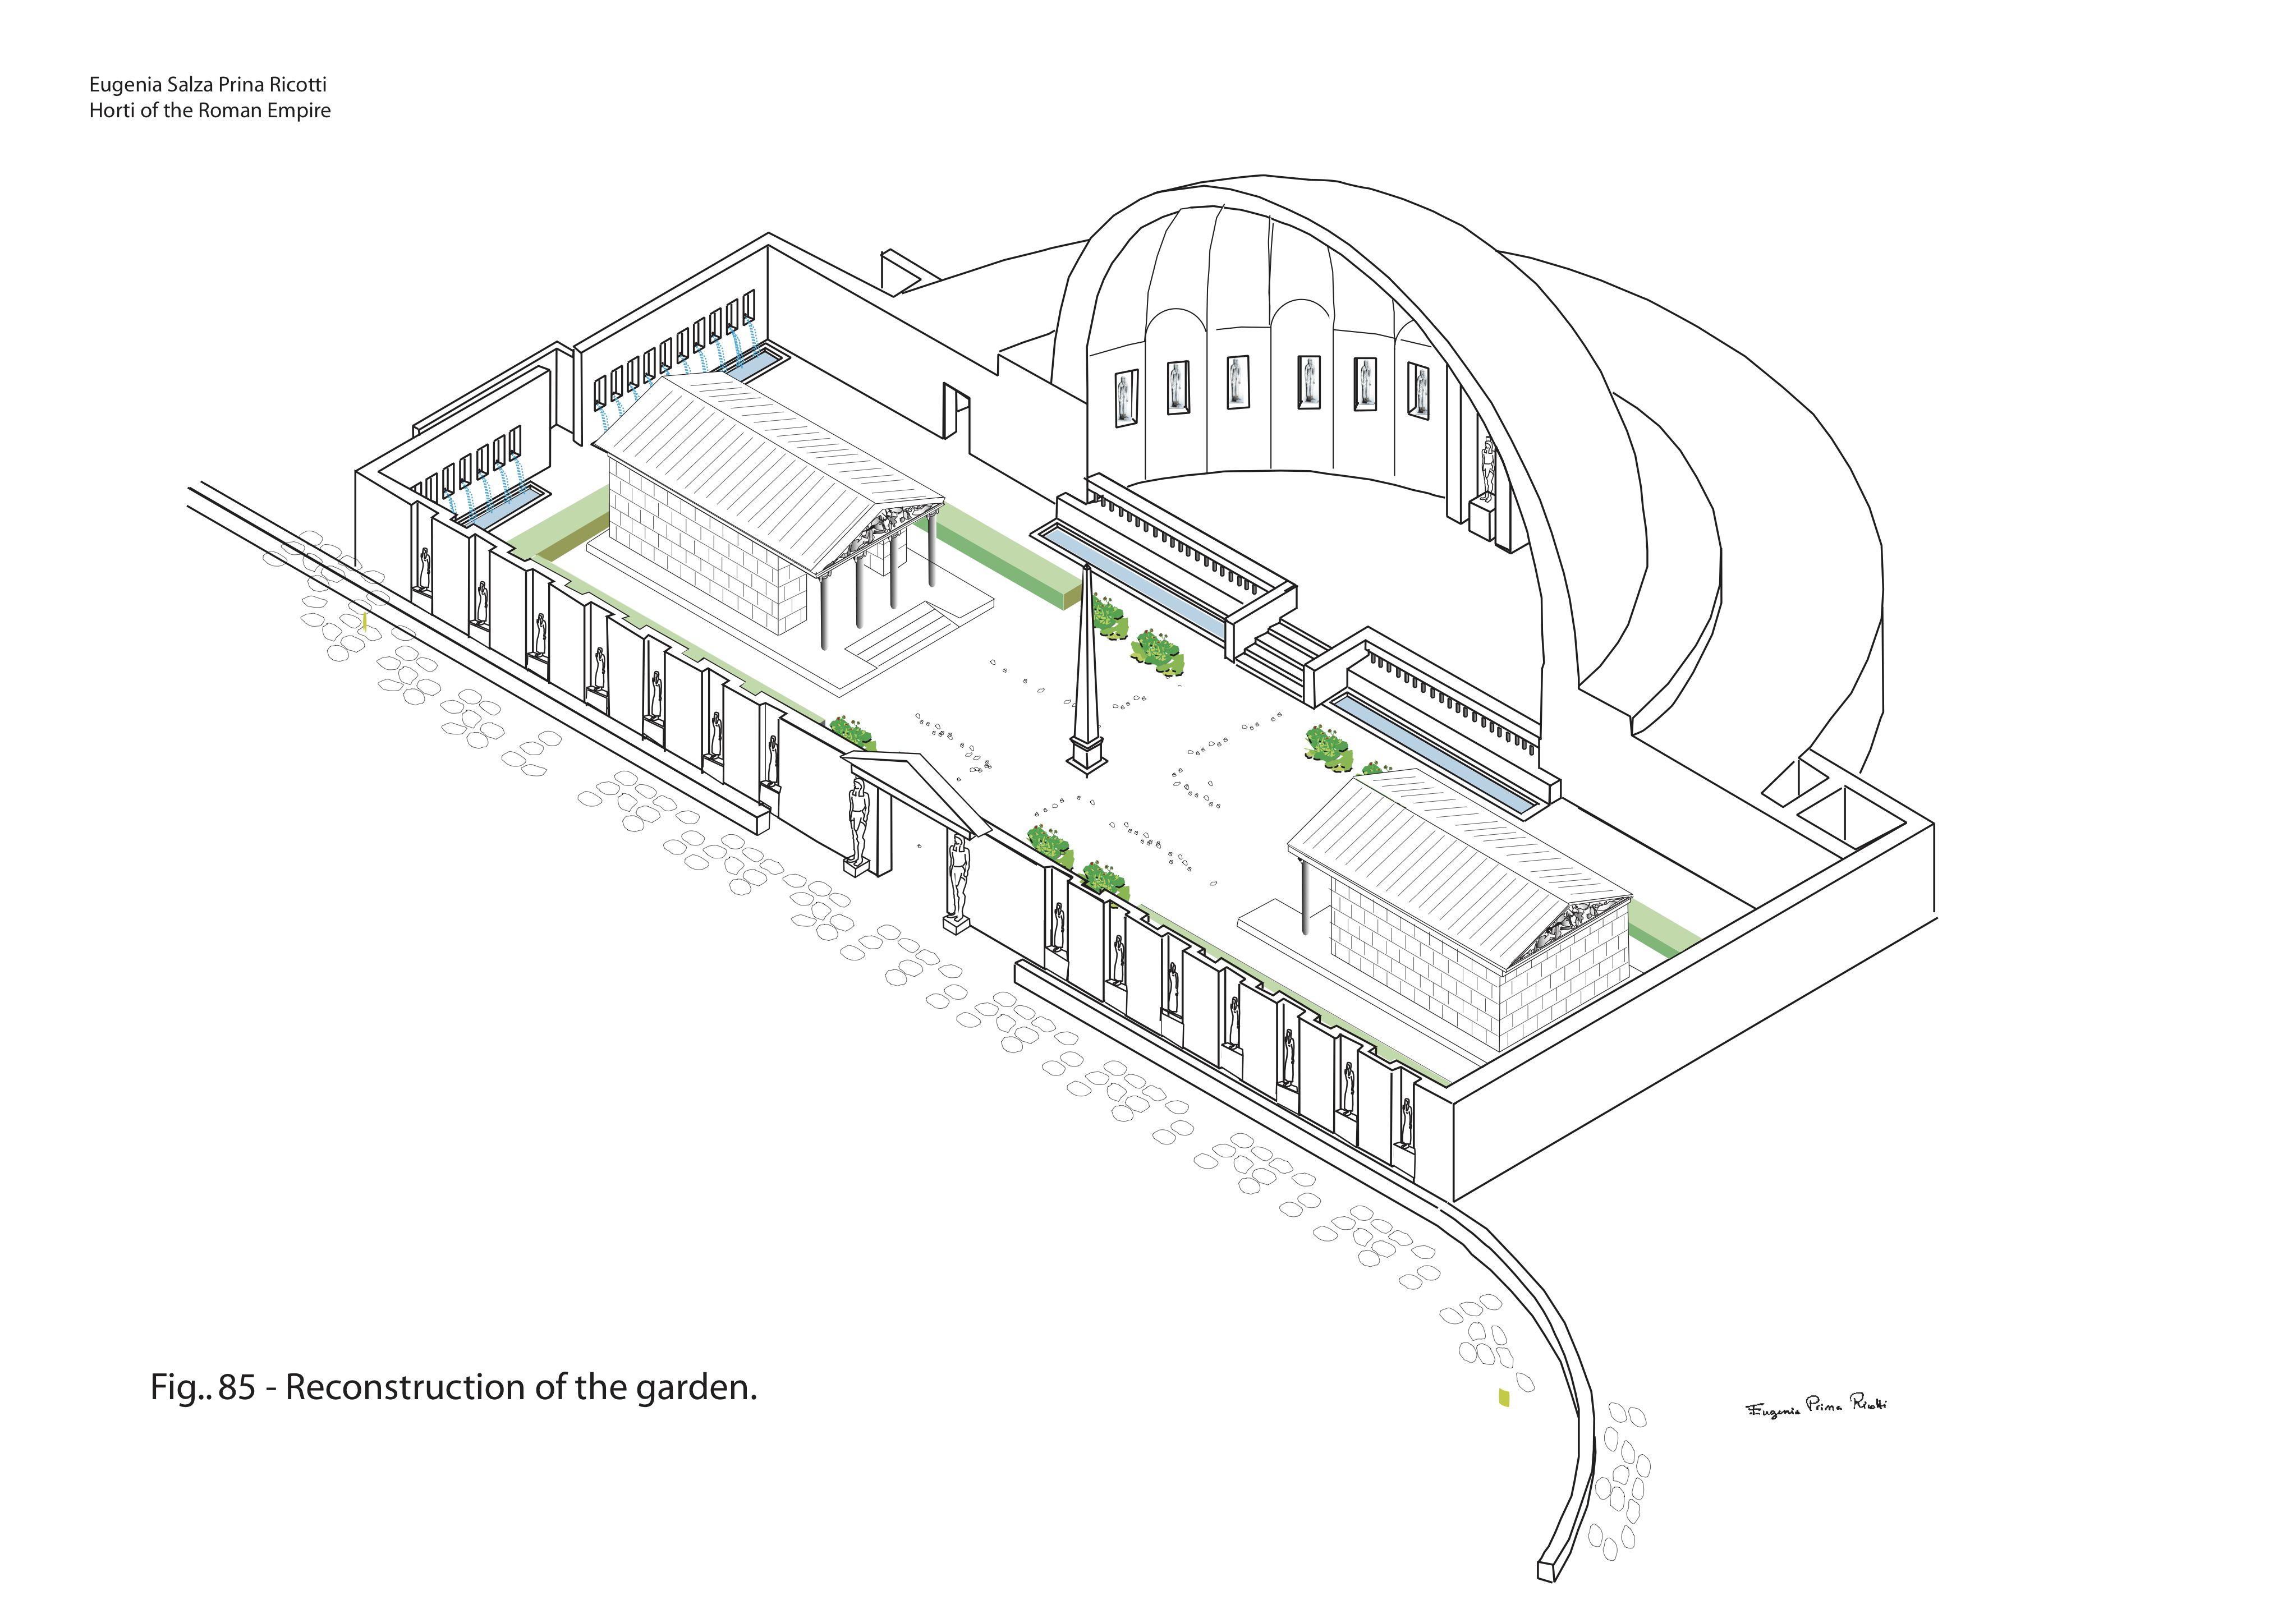 Eugenia Salza Prina Ricotti
Horti of the Roman Empire
Fig.. 85 - Reconstruction of the garden.
Eugenia Prina Ricotti